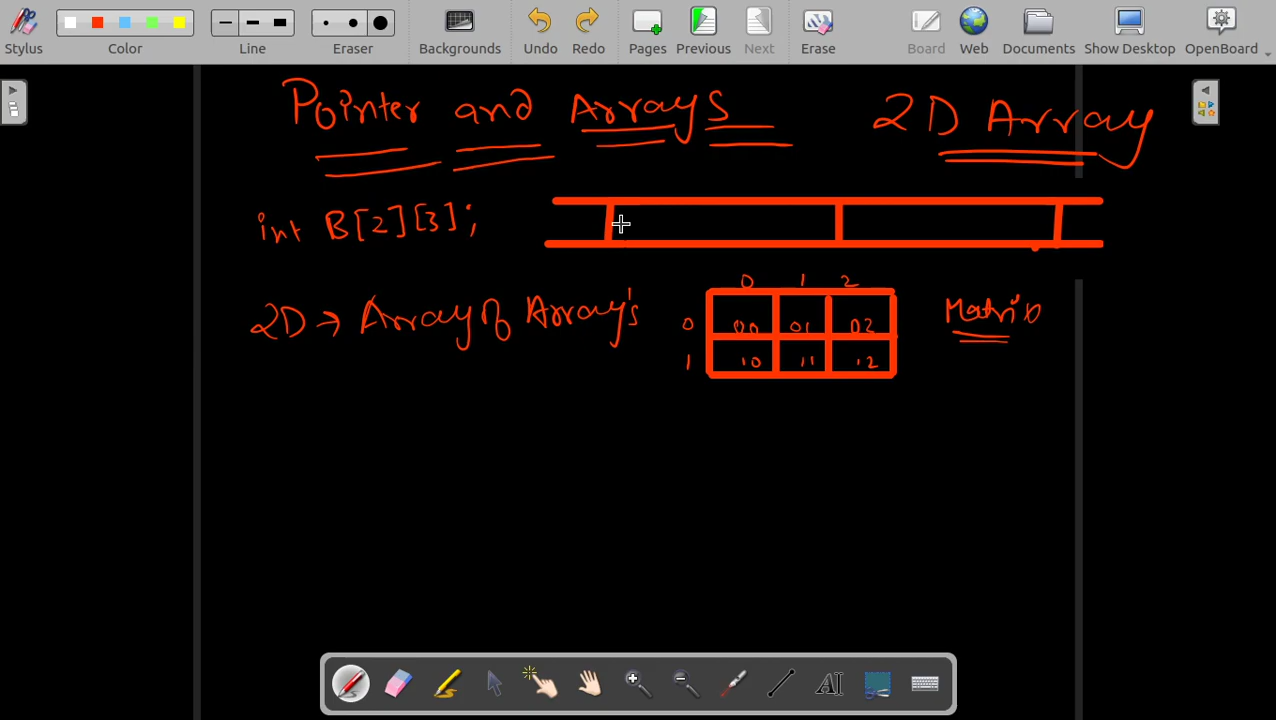 Stylus Color Line Eraser Backgrounds Undo Redo Pages Previous Next Erase Board Web Documents Show Desktop OpenBoard
Pointer and Arrays 2D Array
int B[2][3];
2D → Array of Array's
0 1 2
0 00 01 02
1 10 11 12
Matrix